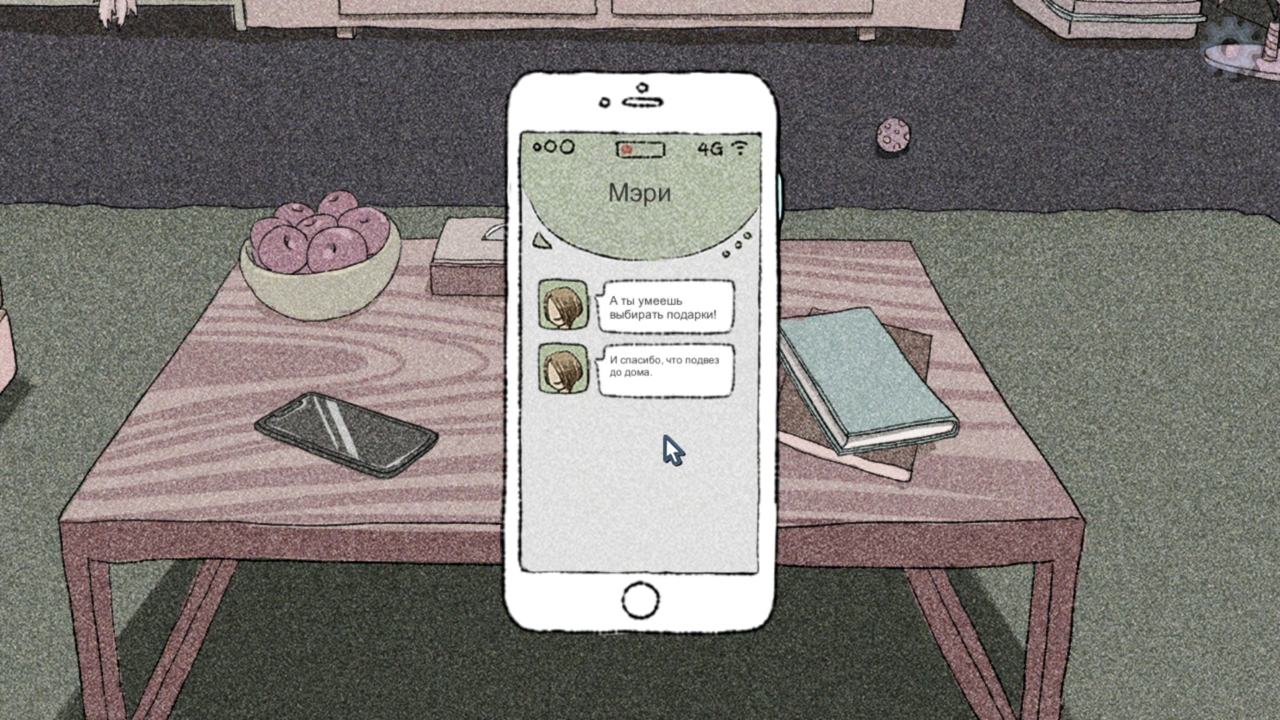 4G
Мэри
А ты умеешь
выбирать подарки!
И спасибо, что подвез
до дома.